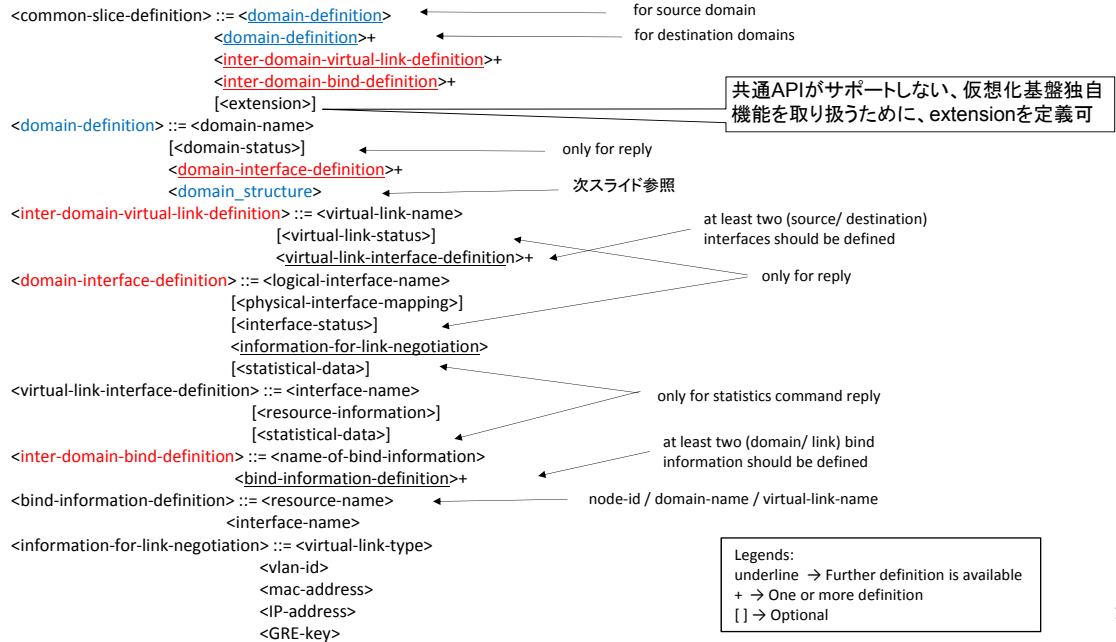 <common-slice-definition> ::= <domain-definition>
for source domain
<domain-definition>+
for destination domains
<inter-domain-virtual-link-definition>+
<inter-domain-bind-definition>+
[<extension>]
共通APIがサポートしない、仮想化基盤独自
機能を取り扱うために、extensionを定義可
<domain-definition> ::= <domain-name>
[<domain-status>]
only for reply
<domain-interface-definition>+
<domain_structure>
次スライド参照
<inter-domain-virtual-link-definition> ::= <virtual-link-name>
[<virtual-link-status>]
<virtual-link-interface-definition>+
at least two (source/ destination)
interfaces should be defined
<domain-interface-definition> ::= <logical-interface-name>
only for reply
[<physical-interface-mapping>]
[<interface-status>]
<information-for-link-negotiation>
[<statistical-data>]
<virtual-link-interface-definition> ::= <interface-name>
only for statistics command reply
[<resource-information>]
[<statistical-data>]
<inter-domain-bind-definition> ::= <name-of-bind-information>
at least two (domain/ link) bind
information should be defined
<bind-information-definition>+
<bind-information-definition> ::= <resource-name>
node-id / domain-name / virtual-link-name
<interface-name>
<information-for-link-negotiation> ::= <virtual-link-type>
<vlan-id>
<mac-address>
<IP-address>
<GRE-key>
Legends:
underline → Further definition is available
+ → One or more definition
[ ] → Optional